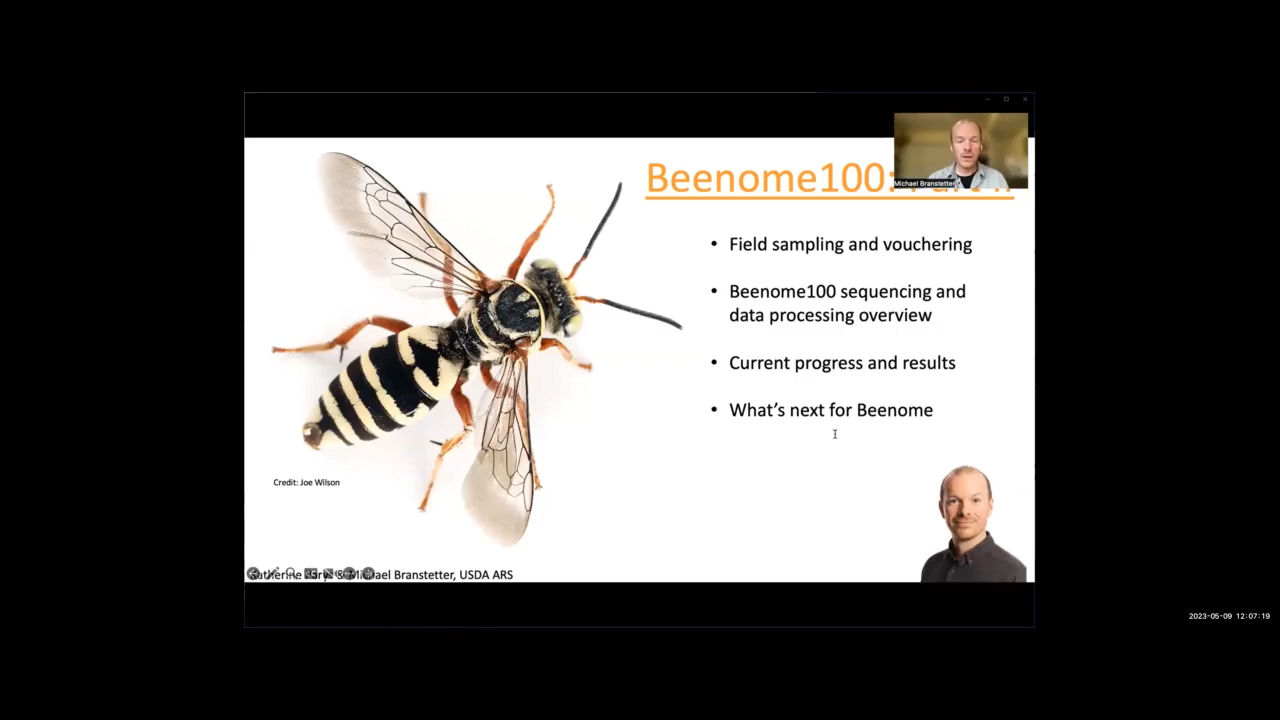 Michael Branstetter
Beenome100:
• Field sampling and vouchering
• Beenome100 sequencing and
data processing overview
• Current progress and results
• What's next for Beenome
Credit: Joe Wilson
& Michael Branstetter, USDA ARS
2023-05-09 12:07:19